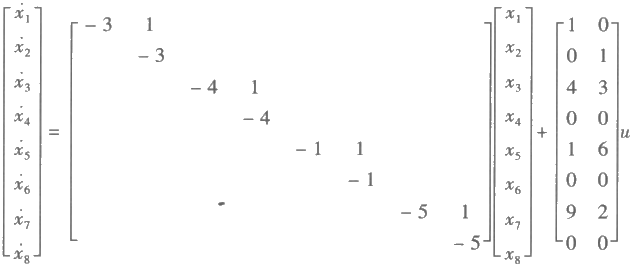 ẋ₁ − 3 1 x₁ 1 0
ẋ₂ − 3 x₂ 0 1
ẋ₃ − 4 1 x₃ 4 3
ẋ₄ = − 4 x₄ + 0 0 u
ẋ₅ − 1 1 x₅ 1 6
ẋ₆ − 1 x₆ 0 0
ẋ₇ − 5 1 x₇ 9 2
ẋ₈ − 5 x₈ 0 0